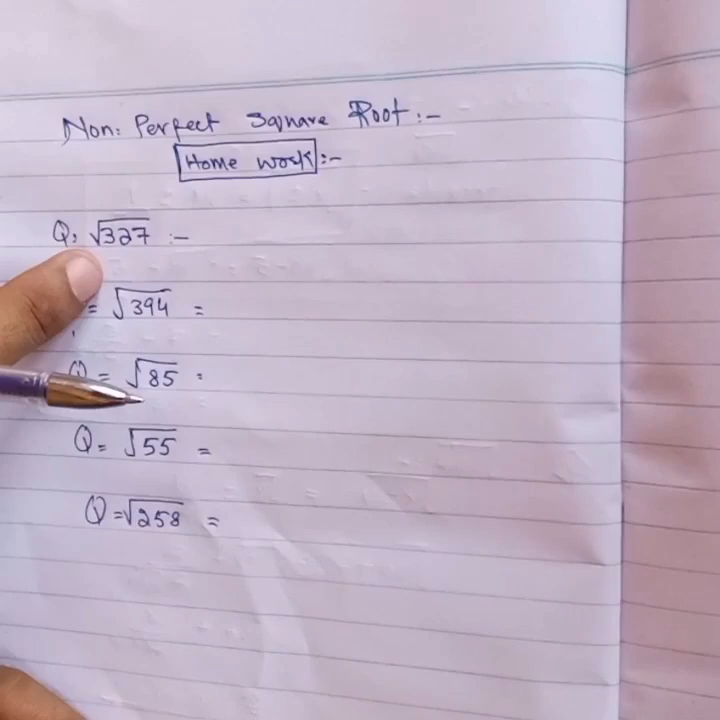 Non: Perfect Square Root :-
Home work :-
Q, √327 :-
= √394 =
Q = √85 =
Q = √55 =
Q = √258 =